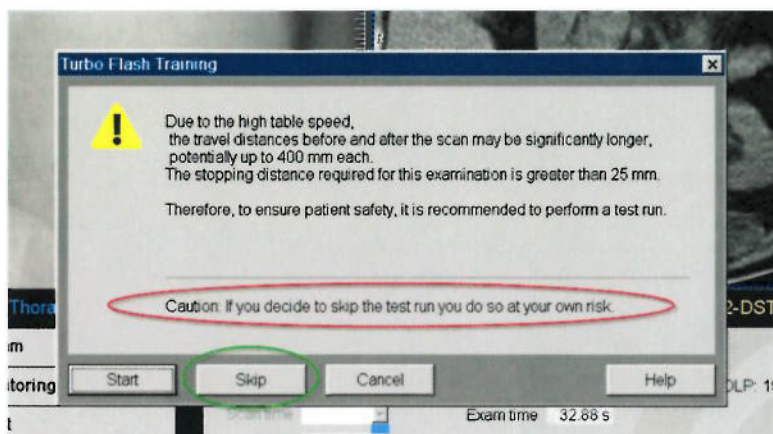 R
Turbo Flash Training
Due to the high table speed,
the travel distances before and after the scan may be significantly longer,
potentially up to 400 mm each.
The stopping distance required for this examination is greater than 25 mm.
Therefore, to ensure patient safety, it is recommended to perform a test run.
Caution: If you decide to skip the test run you do so at your own risk.
Thora
2-DST
am
Start
Skip
Cancel
Help
itoring
DLP: 19
t
Scan time
Exam time 32.88 s